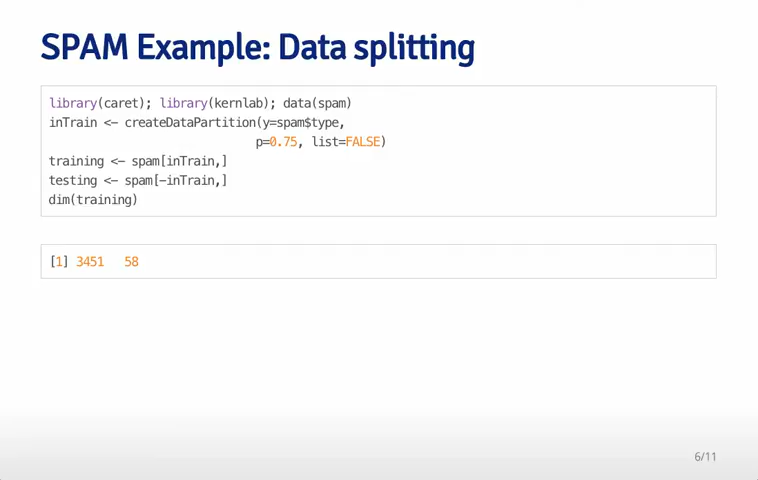 SPAM Example: Data splitting
library(caret); library(kernlab); data(spam)
inTrain <- createDataPartition(y=spam$type,
p=0.75, list=FALSE)
training <- spam[inTrain,]
testing <- spam[-inTrain,]
dim(training)
[1] 3451 58
6/11